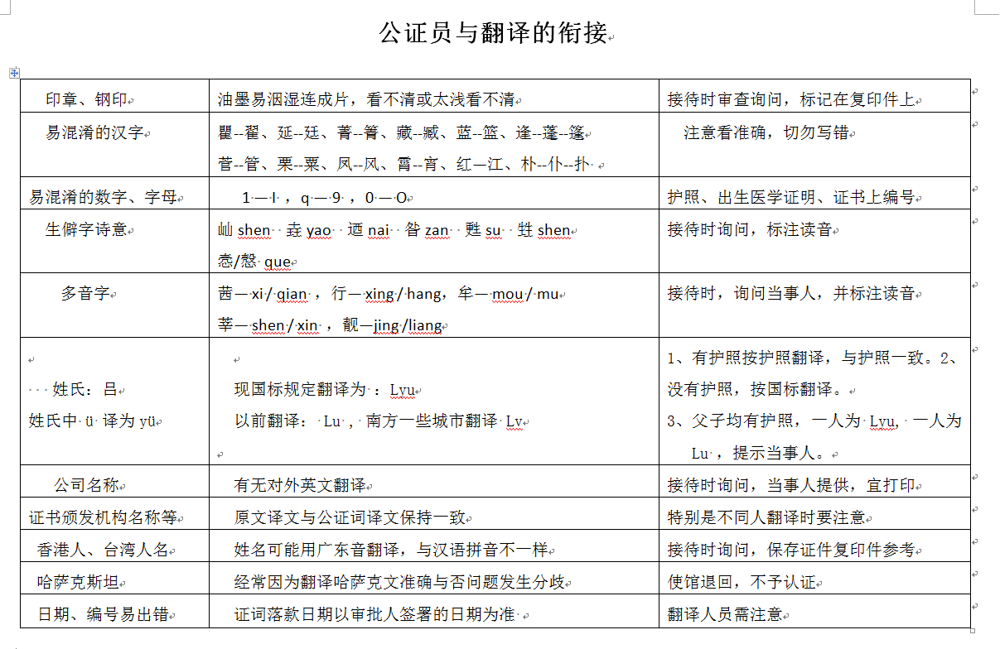 公证员与翻译的衔接
印章、钢印
油墨易洇湿连成片，看不清或太浅看不清
接待时审查询问，标记在复印件上
易混淆的汉字
瞿--翟、延--廷、菁--箐、藏--臧、蓝--篮、逢--蓬--篷
菅--管、栗--粟、凤--风、霄--宵、红—江、朴--仆--扑
注意看准确，切勿写错
易混淆的数字、字母
1 — l ，q — 9 ，0 — O
护照、出生医学证明、证书上编号
生僻字诗意
屾 shen 垚 yao 迺 nai 昝 zan 甦 su 甡 shen
悫/慤 que
接待时询问，标注读音
多音字
茜— xi / qian ，行— xing / hang，牟— mou / mu
莘— shen / xin ，靓—jing /liang
接待时，询问当事人，并标注读音
姓氏：吕
姓氏中 ü 译为 yü
现国标规定翻译为 ：Lyu
以前翻译： Lu ，南方一些城市翻译 Lv
1、有护照按护照翻译，与护照一致。2、
没有护照，按国标翻译。
3、父子均有护照，一人为 Lyu, 一人为
Lu ，提示当事人。
公司名称
有无对外英文翻译
接待时询问，当事人提供，宜打印
证书颁发机构名称等
原文译文与公证词译文保持一致
特别是不同人翻译时要注意
香港人、台湾人名
姓名可能用广东音翻译，与汉语拼音不一样
接待时询问，保存证件复印件参考
哈萨克斯坦
经常因为翻译哈萨克文准确与否问题发生分歧
使馆退回，不予认证
日期、编号易出错
证词落款日期以审批人签署的日期为准
翻译人员需注意